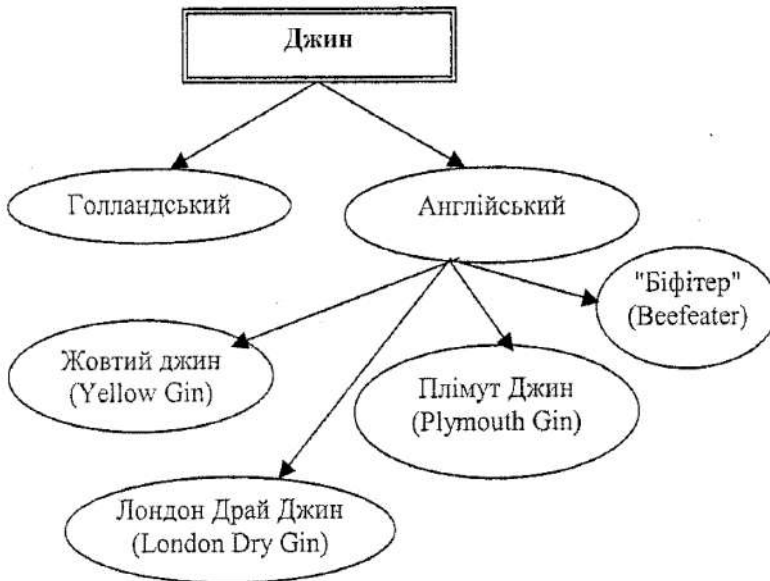 Джин
Голландський
Англійський
"Біфітер"
(Beefeater)
Жовтий джин
(Yellow Gin)
Плімут Джин
(Plymouth Gin)
Лондон Драй Джин
(London Dry Gin)